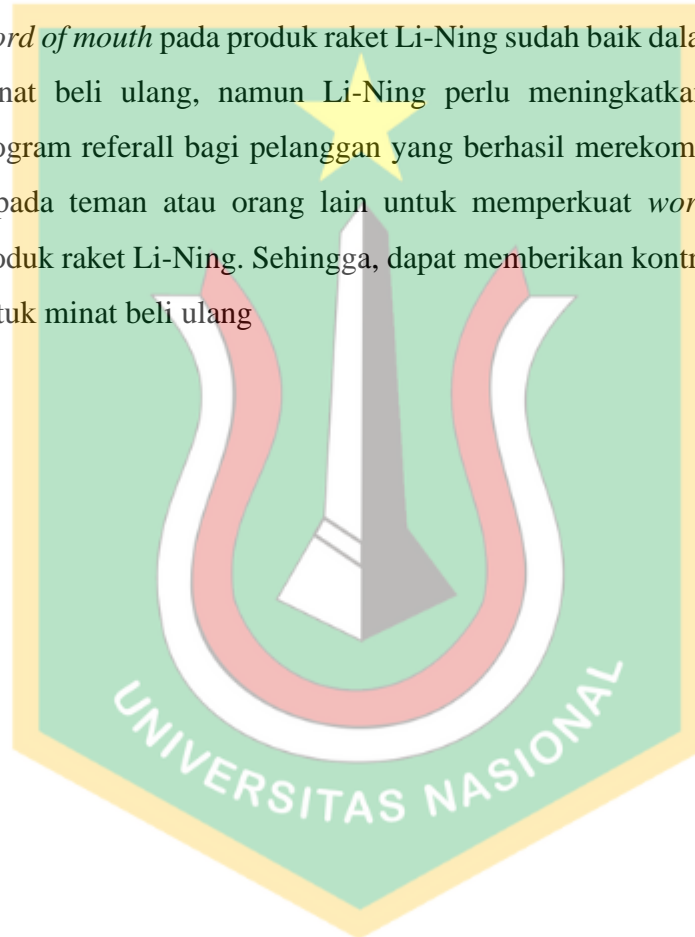 ord of mouth pada produk raket Li-Ning sudah baik dala
nat beli ulang, namun Li-Ning perlu meningkatka
ogram referall bagi pelanggan yang berhasil merekom
pada teman atau orang lain untuk memperkuat wor
oduk raket Li-Ning. Sehingga, dapat memberikan kontr
tuk minat beli ulang
UNIVERSITAS NASIONAL